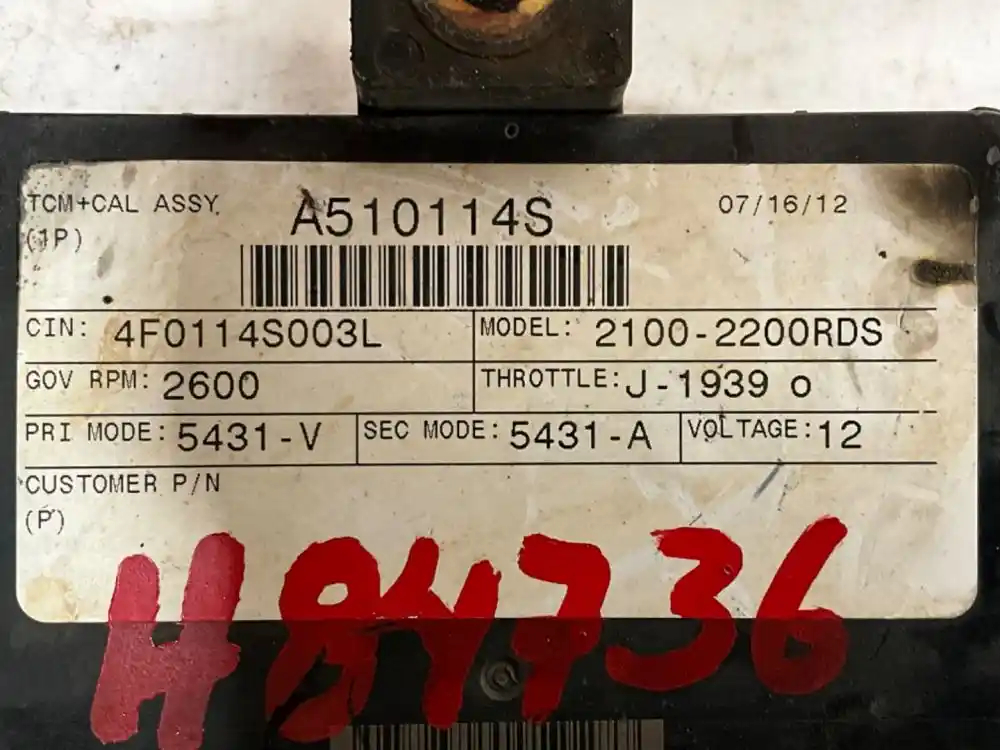 TCM+CAL ASSY A510114S 07/16/12
(1P)
CIN: 4F0114S003L MODEL: 2100-2200RDS
GOV RPM: 2600 THROTTLE: J-1939 o
PRI MODE: 5431-V SEC MODE: 5431-A VOLTAGE: 12
CUSTOMER P/N
(P)
H84736